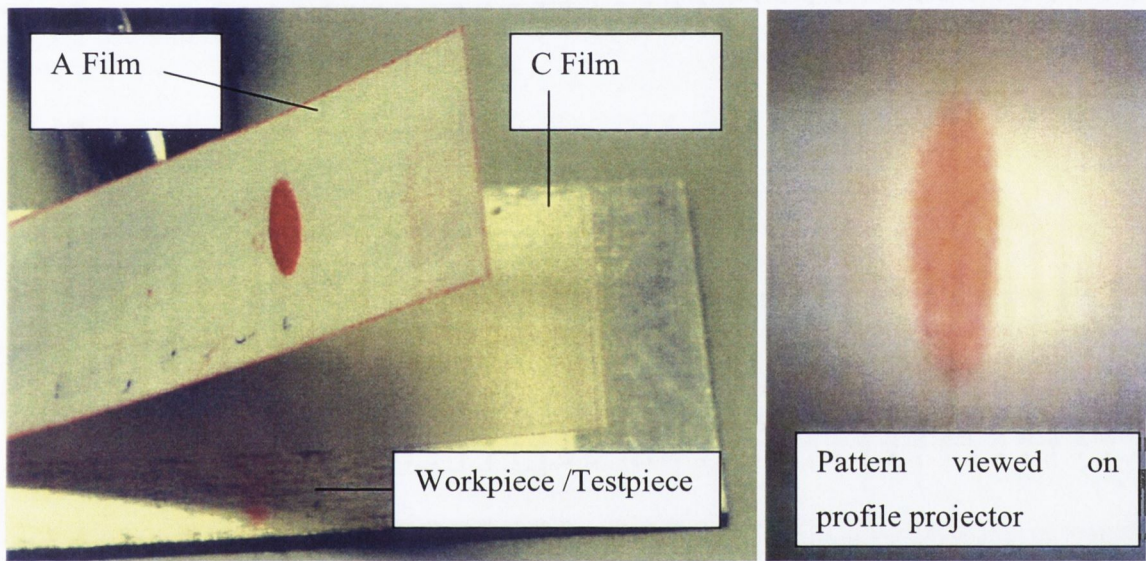 A Film
C Film
Workpiece /Testpiece
Pattern viewed on
profile projector